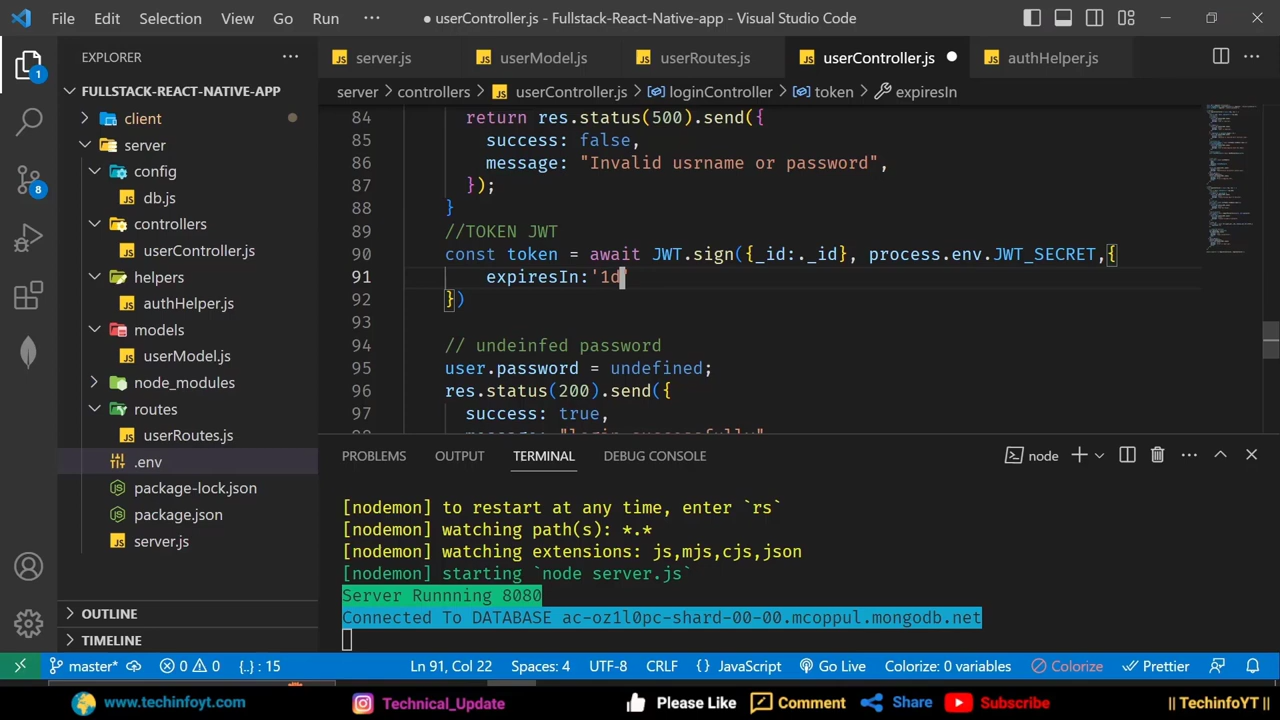 File Edit Selection View Go Run ··· ● userController.js - Fullstack-React-Native-app - Visual Studio Code
EXPLORER ···
server.js userModel.js userRoutes.js userController.js ● authHelper.js ···
server > controllers > userController.js > loginController > token > expiresIn
FULLSTACK-REACT-NATIVE-APP
client
server
config
db.js
controllers
userController.js
helpers
authHelper.js
models
userModel.js
node_modules
routes
userRoutes.js
.env
package-lock.json
package.json
server.js
OUTLINE
TIMELINE
1
8
84 return res.status(500).send({
85 success: false,
86 message: "Invalid usrname or password",
87 });
88 }
89 //TOKEN JWT
90 const token = await JWT.sign({_id:._id}, process.env.JWT_SECRET,{
91 expiresIn:'1d'
92 })
93
94 // undeinfed password
95 user.password = undefined;
96 res.status(200).send({
97 success: true,
98 message: "login successfully"
PROBLEMS OUTPUT TERMINAL DEBUG CONSOLE node
[nodemon] to restart at any time, enter `rs`
[nodemon] watching path(s): *.*
[nodemon] watching extensions: js,mjs,cjs,json
[nodemon] starting `node server.js`
Server Runnning 8080
Connected To DATABASE ac-oz1l0pc-shard-00-00.mcoppul.mongodb.net
master* 0 0 {..} : 15 Ln 91, Col 22 Spaces: 4 UTF-8 CRLF {} JavaScript Go Live Colorize: 0 variables Colorize Prettier
www.techinfoyt.com Technical_Update Please Like Comment Share Subscribe || TechinfoYT ||